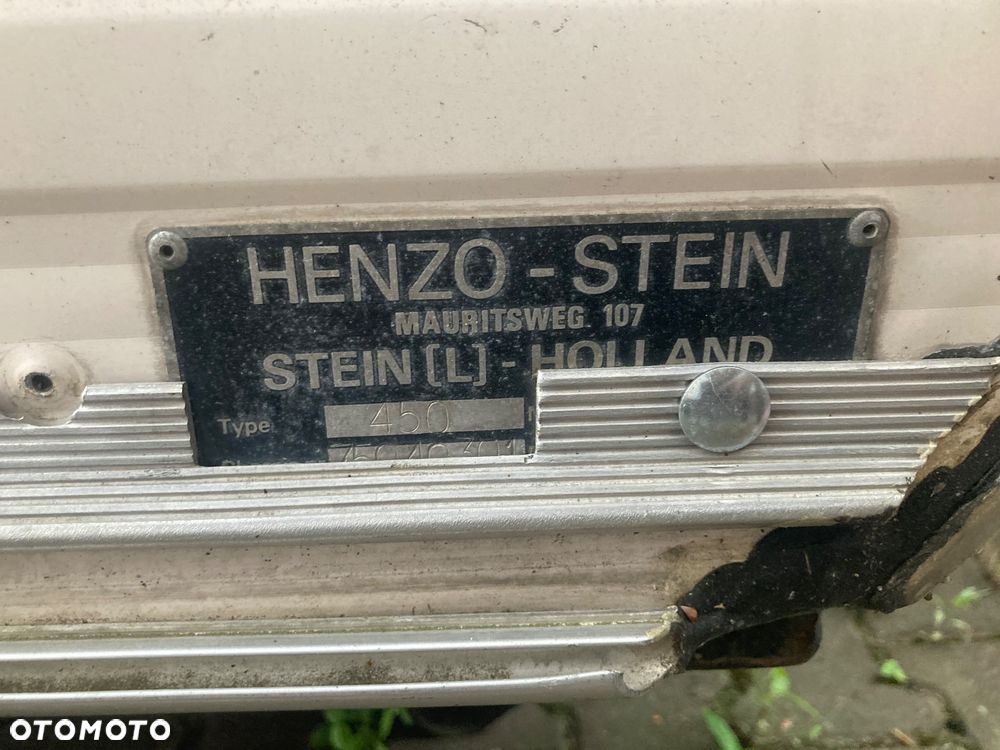 HENZO - STEIN
MAURITSWEG 107
STEIN (L) - HOLLAND
Type 450
OTOMOTO